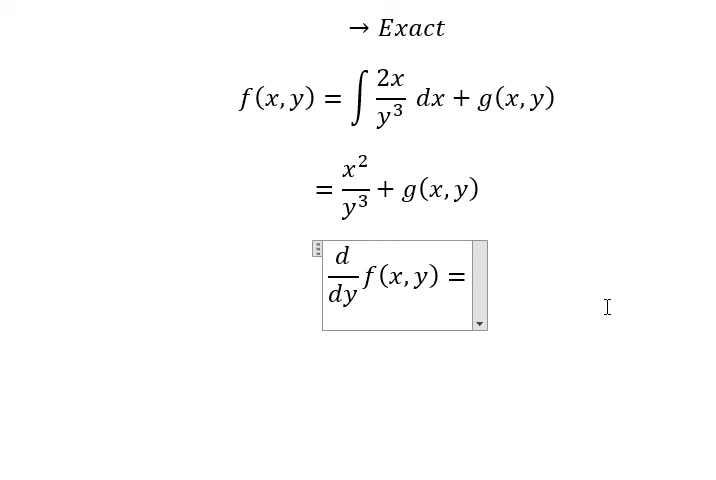 → Exact
f(x, y) = ∫ 2x/y³ dx + g(x, y)
= x²/y³ + g(x, y)
d/dy f(x, y) =